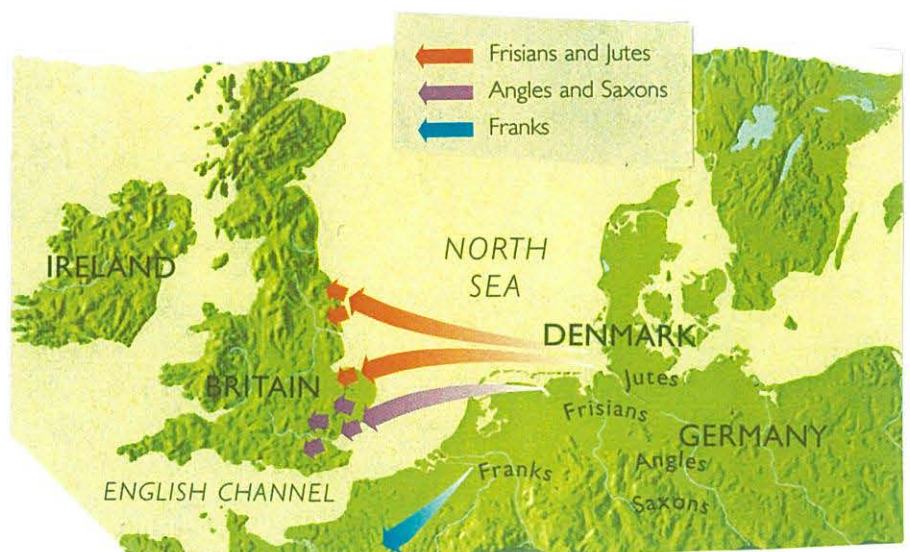 Frisians and Jutes
Angles and Saxons
Franks
NORTH
SEA
IRELAND
DENMARK
BRITAIN
Jutes
Frisians
GERMANY
Angles
Franks
Saxons
ENGLISH CHANNEL